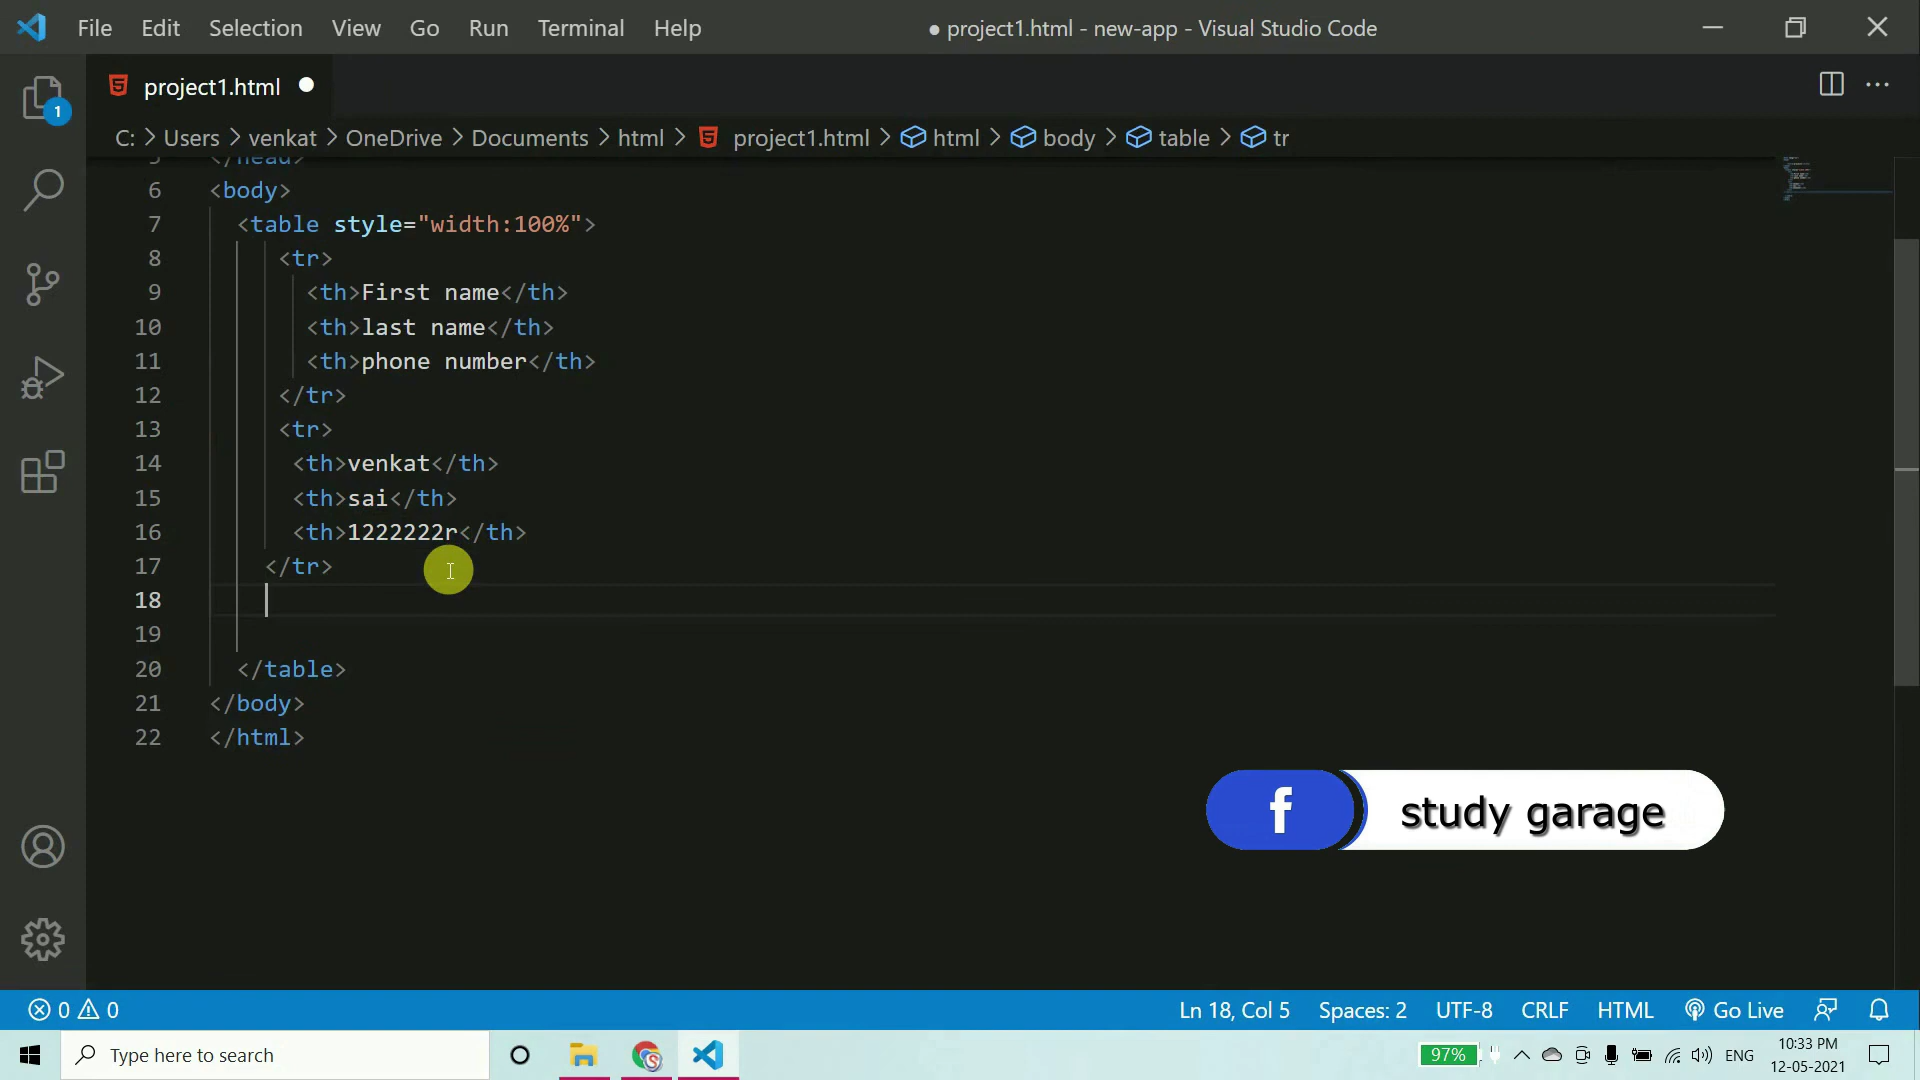 File Edit Selection View Go Run Terminal Help ● project1.html - new-app - Visual Studio Code
project1.html ●
1
C: > Users > venkat > OneDrive > Documents > html > project1.html > html > body > table > tr
5 </head>
6 <body>
7 <table style="width:100%">
8 <tr>
9 <th>First name</th>
10 <th>last name</th>
11 <th>phone number</th>
12 </tr>
13 <tr>
14 <th>venkat</th>
15 <th>sai</th>
16 <th>1222222r</th>
17 </tr>
18
19
20 </table>
21 </body>
22 </html>
f study garage
0 0 Ln 18, Col 5 Spaces: 2 UTF-8 CRLF HTML Go Live
Type here to search 97% ENG 10:33 PM
12-05-2021